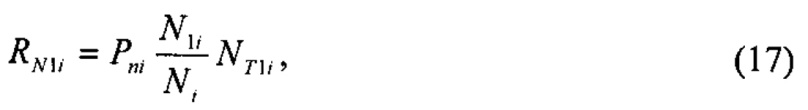 R_{N1i} = P_{ni} \frac{N_{1i}}{N_i} N_{T1i}, (17)